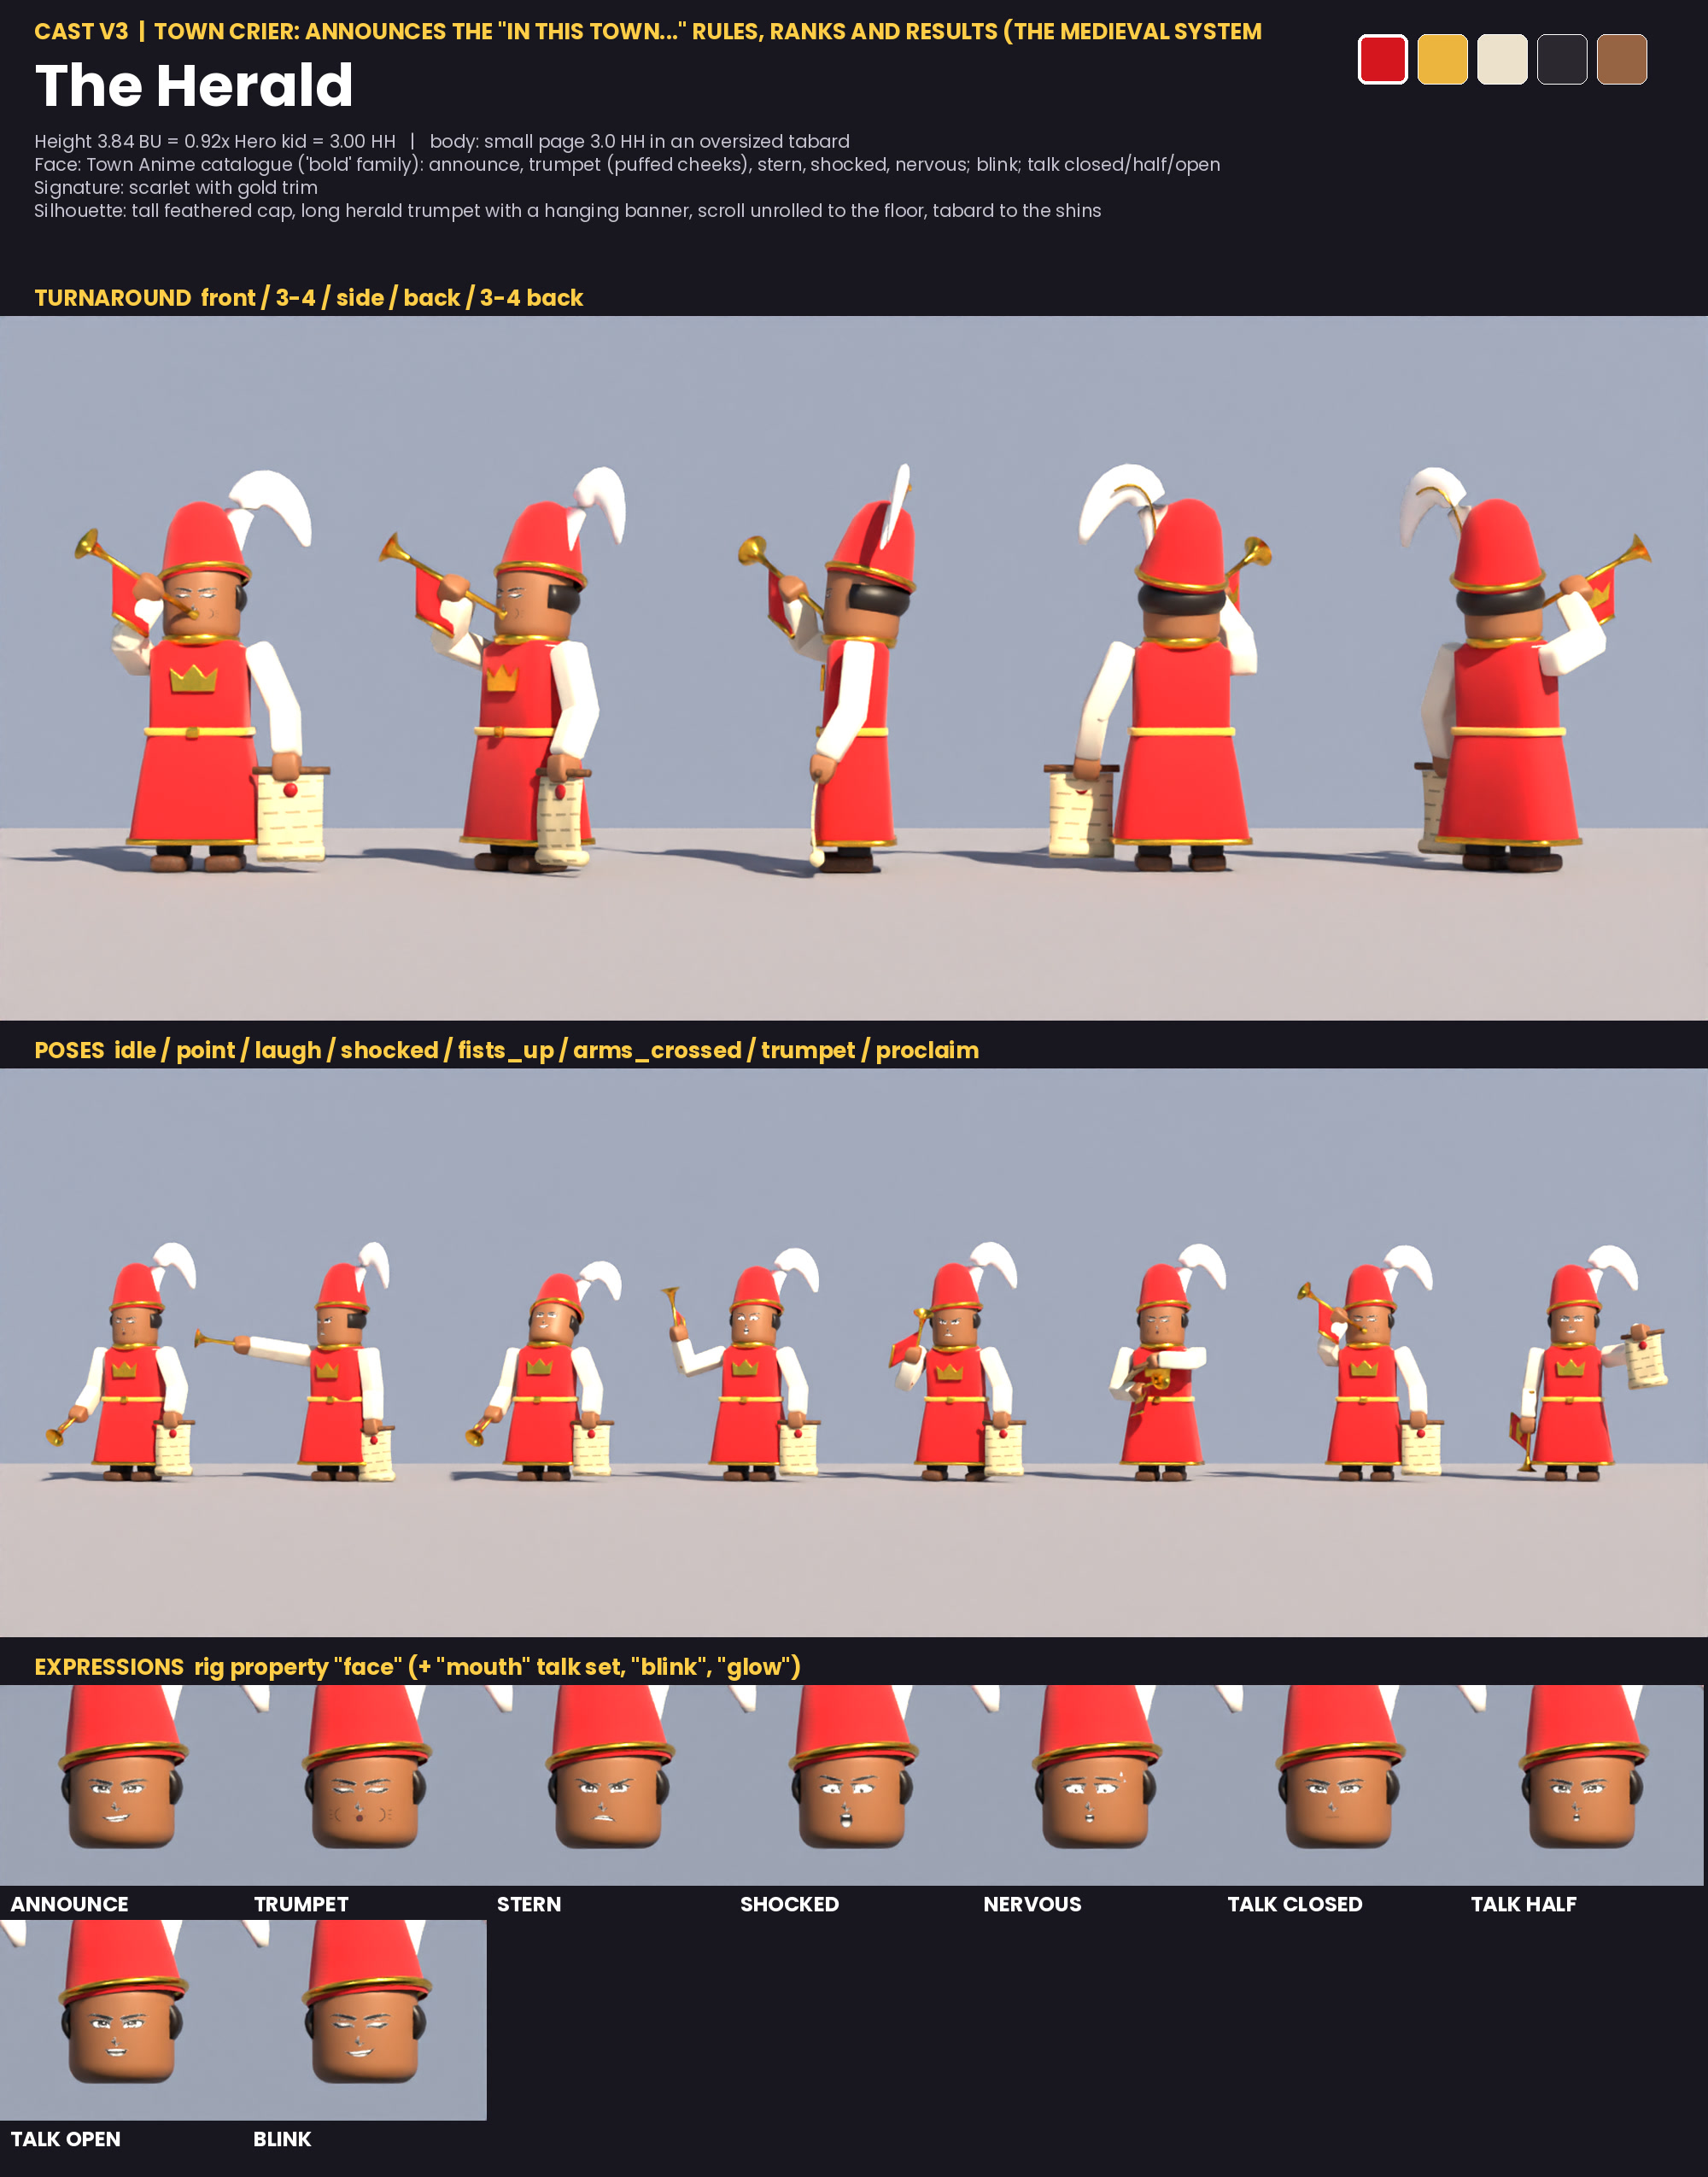 CAST V3 | TOWN CRIER: ANNOUNCES THE "IN THIS TOWN..." RULES, RANKS AND RESULTS (THE MEDIEVAL SYSTEM
The Herald
Height 3.84 BU = 0.92x Hero kid = 3.00 HH | body: small page 3.0 HH in an oversized tabard
Face: Town Anime catalogue ('bold' family): announce, trumpet (puffed cheeks), stern, shocked, nervous; blink; talk closed/half/open
Signature: scarlet with gold trim
Silhouette: tall feathered cap, long herald trumpet with a hanging banner, scroll unrolled to the floor, tabard to the shins
TURNAROUND front / 3-4 / side / back / 3-4 back
POSES idle / point / laugh / shocked / fists_up / arms_crossed / trumpet / proclaim
EXPRESSIONS rig property "face" (+ "mouth" talk set, "blink", "glow")
ANNOUNCE
TRUMPET
STERN
SHOCKED
NERVOUS
TALK CLOSED
TALK HALF
TALK OPEN
BLINK